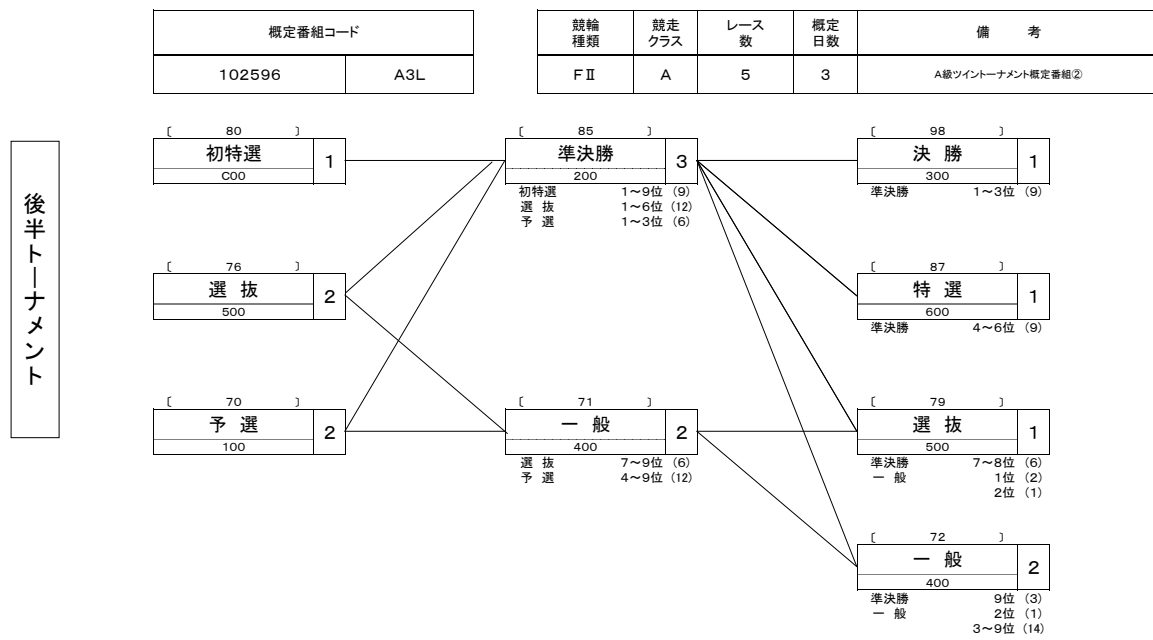 概定番組コード
102596 A3L
競輪種類 競走クラス レース数 概定日数 備 考
FⅡ A 5 3 A級ツイントーナメント概定番組②
後半トーナメント
〔 80 〕
初特選 1
C00
〔 76 〕
選 抜 2
500
〔 70 〕
予 選 2
100
〔 85 〕
準決勝 3
200
初特選 1~9位 (9)
選 抜 1~6位 (12)
予 選 1~3位 (6)
〔 71 〕
一 般 2
400
選 抜 7~9位 (6)
予 選 4~9位 (12)
〔 98 〕
決 勝 1
300
準決勝 1~3位 (9)
〔 87 〕
特 選 1
600
準決勝 4~6位 (9)
〔 79 〕
選 抜 1
500
準決勝 7~8位 (6)
一 般 1位 (2)
2位 (1)
〔 72 〕
一 般 2
400
準決勝 9位 (3)
一 般 2位 (1)
3~9位 (14)